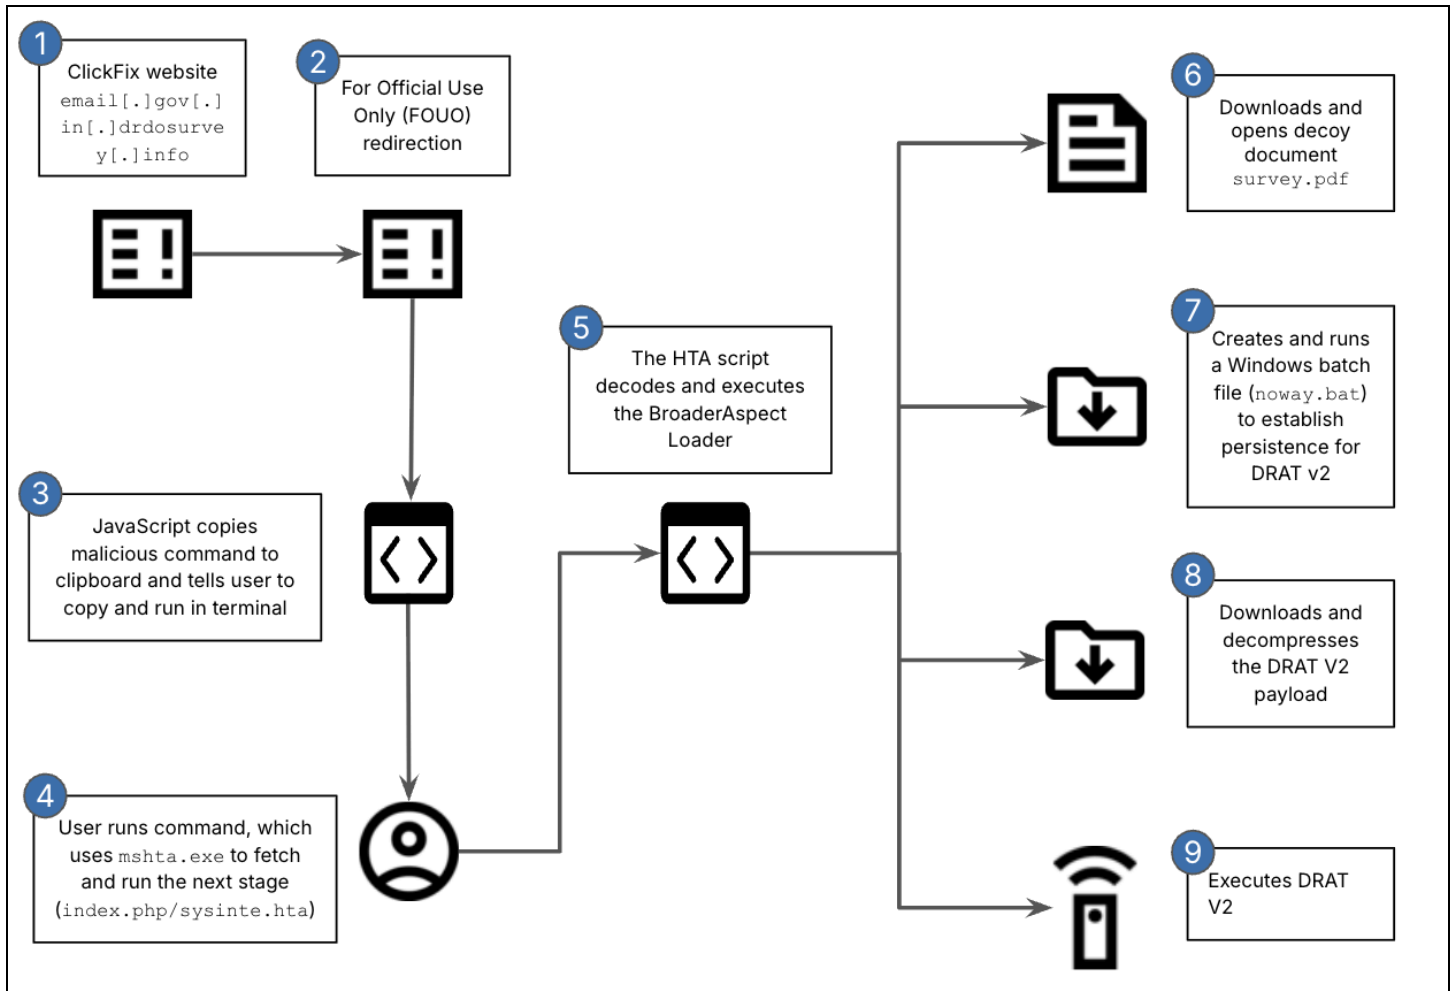 1
ClickFix website
email[.]gov[.]
in[.]drdosurve
y[.]info
2
For Official Use
Only (FOUO)
redirection
3
JavaScript copies
malicious command to
clipboard and tells user to
copy and run in terminal
4
User runs command, which
uses mshta.exe to fetch
and run the next stage
(index.php/sysinte.hta)
5
The HTA script
decodes and executes
the BroaderAspect
Loader
6
Downloads and
opens decoy
document
survey.pdf
7
Creates and runs
a Windows batch
file (noway.bat)
to establish
persistence for
DRAT v2
8
Downloads and
decompresses
the DRAT V2
payload
9
Executes DRAT
V2